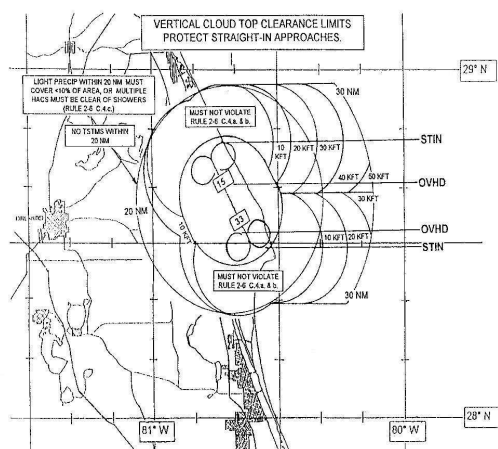 VERTICAL CLOUD TOP CLEARANCE LIMITS
PROTECT STRAIGHT-IN APPROACHES.
29° N
LIGHT PRECIP WITHIN 20 NM MUST
COVER <10% OF AREA, OR MULTIPLE
HACS MUST BE CLEAR OF SHOWERS
(RULE 2-6 C.4.c.)
30 NM
MUST NOT VIOLATE
RULE 2-6 C.4.a. & b.
NO TSTMS WITHIN
20 NM
STIN
10
KFT
20 KFT
30 KFT
15
40 KFT
50 KFT
OVHD
30 KFT
20 NM
33
10 KFT
OVHD
10 KFT
20 KFT
STIN
MUST NOT VIOLATE
RULE 2-6 C.4.a. & b.
30 NM
28° N
81° W
80° W